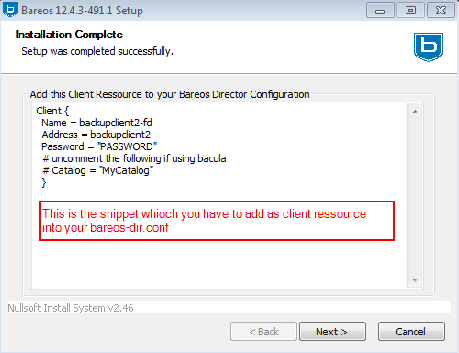 Bareos 12.4.3-491.1 Setup
Installation Complete
Setup was completed successfully.
Add this Client Ressource to your Bareos Director Configuration
Client {
Name = backupclient2-fd
Address = backupclient2
Password = "PASSWORD"
# uncomment the following if using bacula
# Catalog = "MyCatalog"
}
This is the snippet whioch you have to add as client ressource
into your bareos-dir.conf
Nullsoft Install System v2.46
< Back
Next >
Cancel